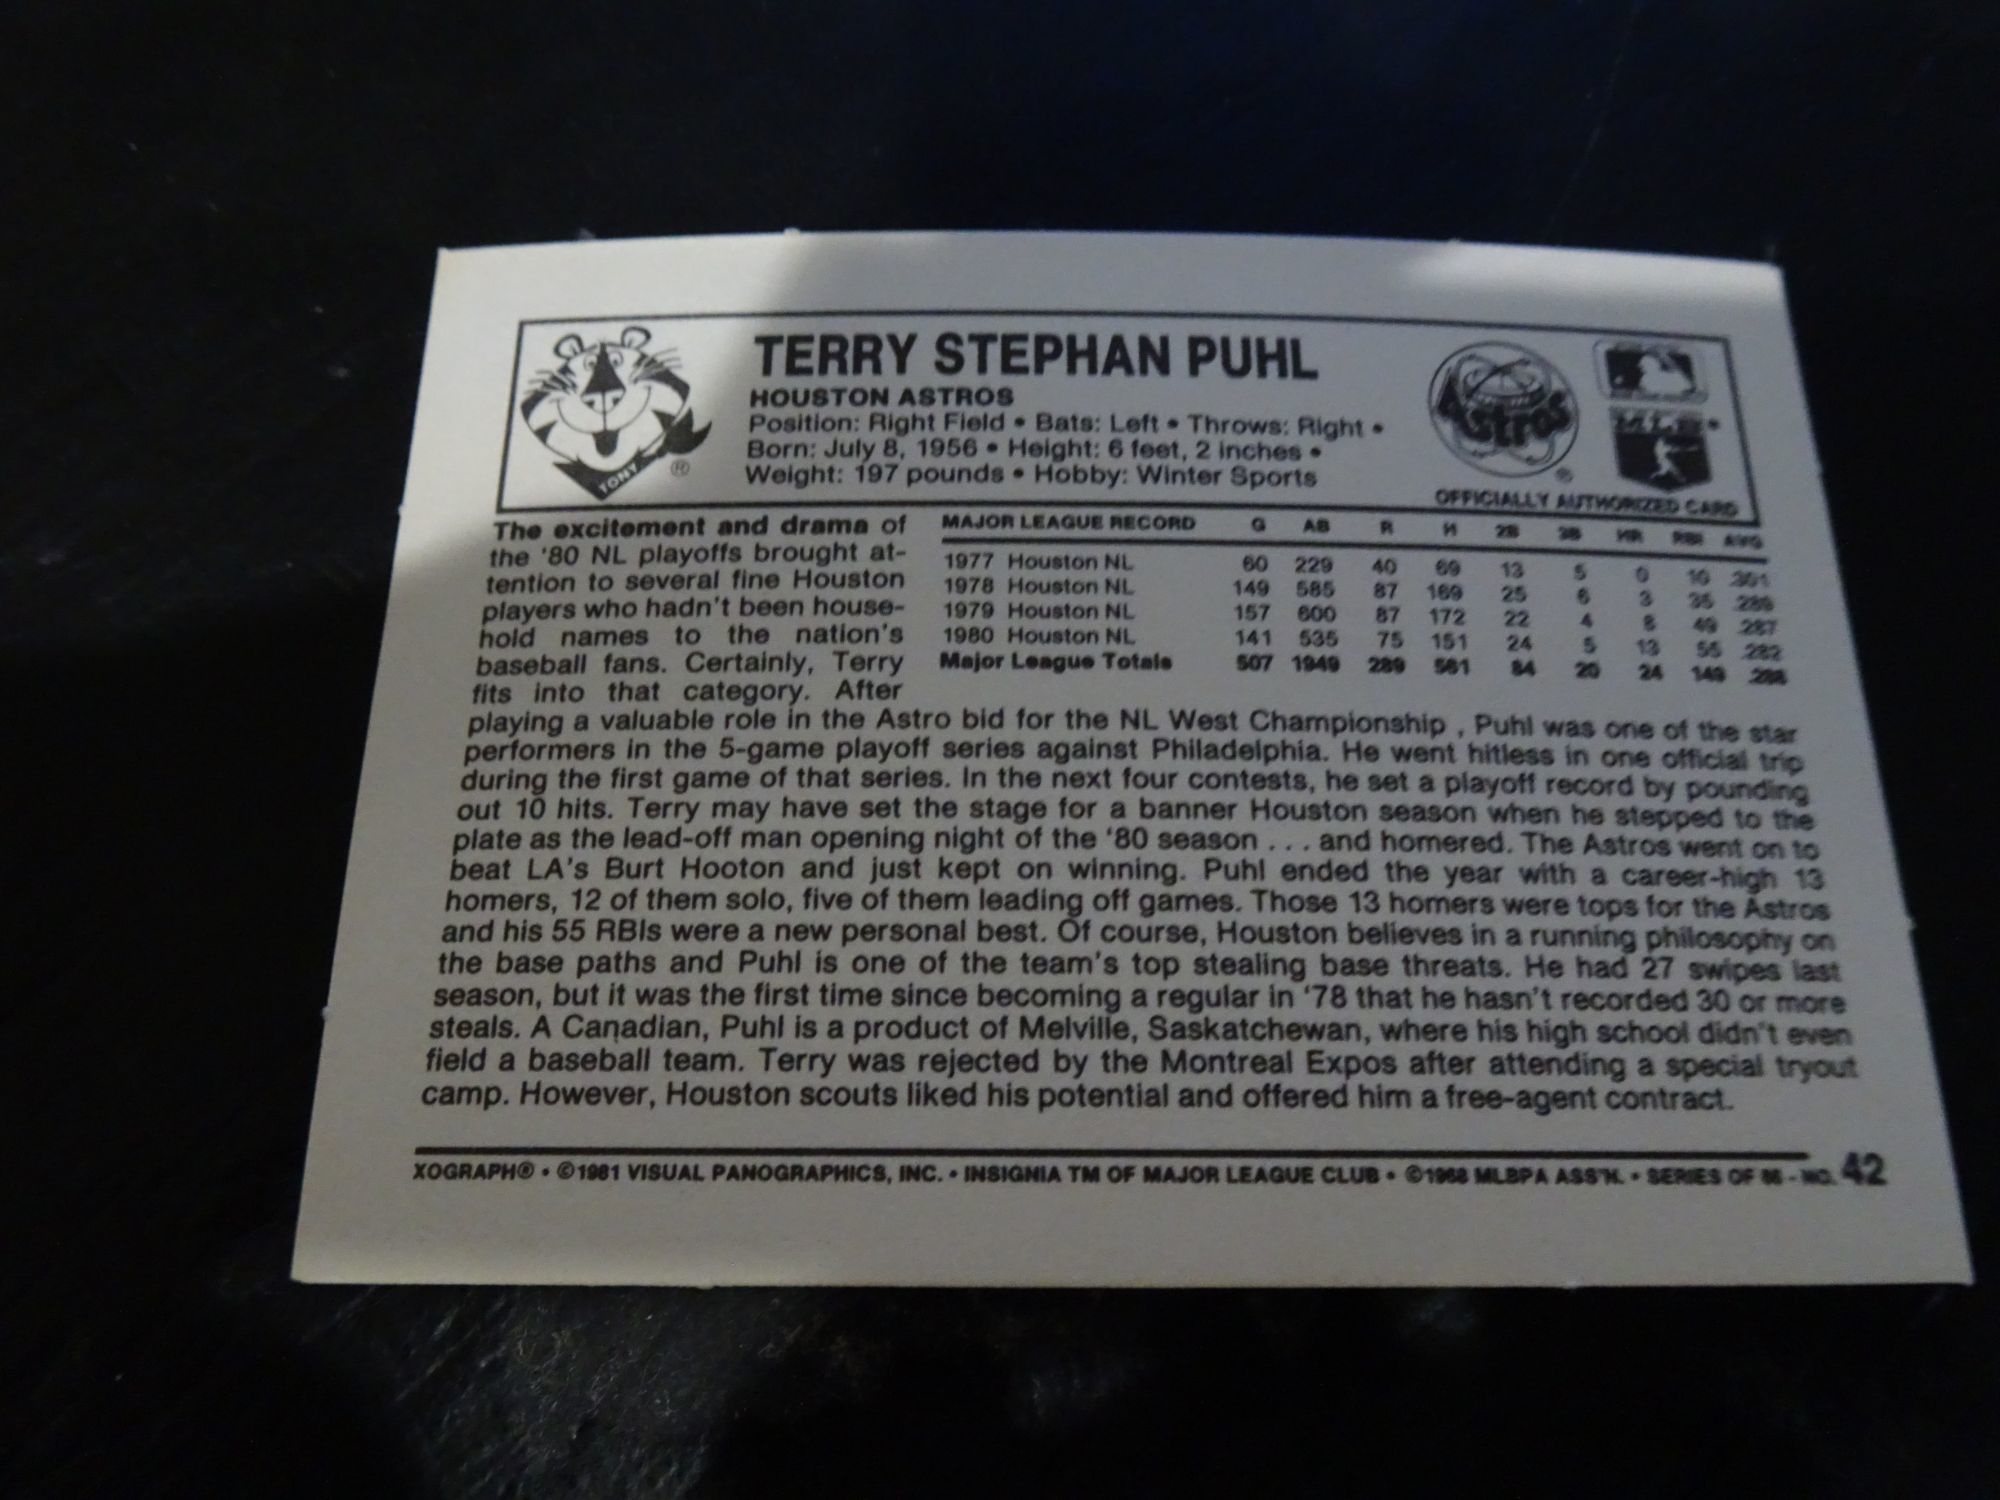 TERRY STEPHAN PUHL
HOUSTON ASTROS
Position: Right Field • Bats: Left • Throws: Right •
Born: July 8, 1956 • Height: 6 feet, 2 inches •
Weight: 197 pounds • Hobby: Winter Sports
TONY ®
Astros ®
MLB
OFFICIALLY AUTHORIZED CARD
MAJOR LEAGUE RECORD G AB R H 2B 3B HR RBI AVG
1977 Houston NL 60 229 40 69 13 5 0 10 .301
1978 Houston NL 149 585 87 169 25 6 3 35 .289
1979 Houston NL 157 600 87 172 22 4 8 49 .287
1980 Houston NL 141 535 75 151 24 5 13 55 .282
Major League Totals 507 1949 289 561 84 20 24 149 .288
The excitement and drama of
the '80 NL playoffs brought at-
tention to several fine Houston
players who hadn't been house-
hold names to the nation's
baseball fans. Certainly, Terry
fits into that category. After
playing a valuable role in the Astro bid for the NL West Championship , Puhl was one of the star
performers in the 5-game playoff series against Philadelphia. He went hitless in one official trip
during the first game of that series. In the next four contests, he set a playoff record by pounding
out 10 hits. Terry may have set the stage for a banner Houston season when he stepped to the
plate as the lead-off man opening night of the '80 season . . . and homered. The Astros went on to
beat LA's Burt Hooton and just kept on winning. Puhl ended the year with a career-high 13
homers, 12 of them solo, five of them leading off games. Those 13 homers were tops for the Astros
and his 55 RBIs were a new personal best. Of course, Houston believes in a running philosophy on
the base paths and Puhl is one of the team's top stealing base threats. He had 27 swipes last
season, but it was the first time since becoming a regular in '78 that he hasn't recorded 30 or more
steals. A Canadian, Puhl is a product of Melville, Saskatchewan, where his high school didn't even
field a baseball team. Terry was rejected by the Montreal Expos after attending a special tryout
camp. However, Houston scouts liked his potential and offered him a free-agent contract.
XOGRAPH® • ©1981 VISUAL PANOGRAPHICS, INC. • INSIGNIA TM OF MAJOR LEAGUE CLUB • ©1968 MLBPA ASS'N. • SERIES OF 66 - NO. 42